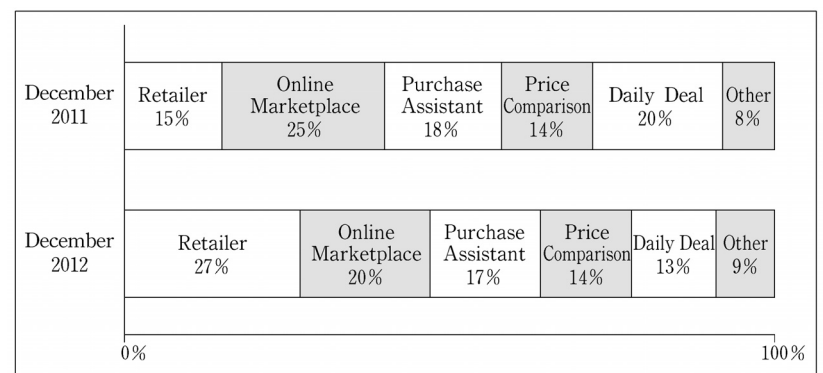 December
2011
Retailer
15%
Online
Marketplace
25%
Purchase
Assistant
18%
Price
Comparison
14%
Daily Deal
20%
Other
8%
December
2012
Retailer
27%
Online
Marketplace
20%
Purchase
Assistant
17%
Price
Comparison
14%
Daily Deal
13%
Other
9%
0%
100%